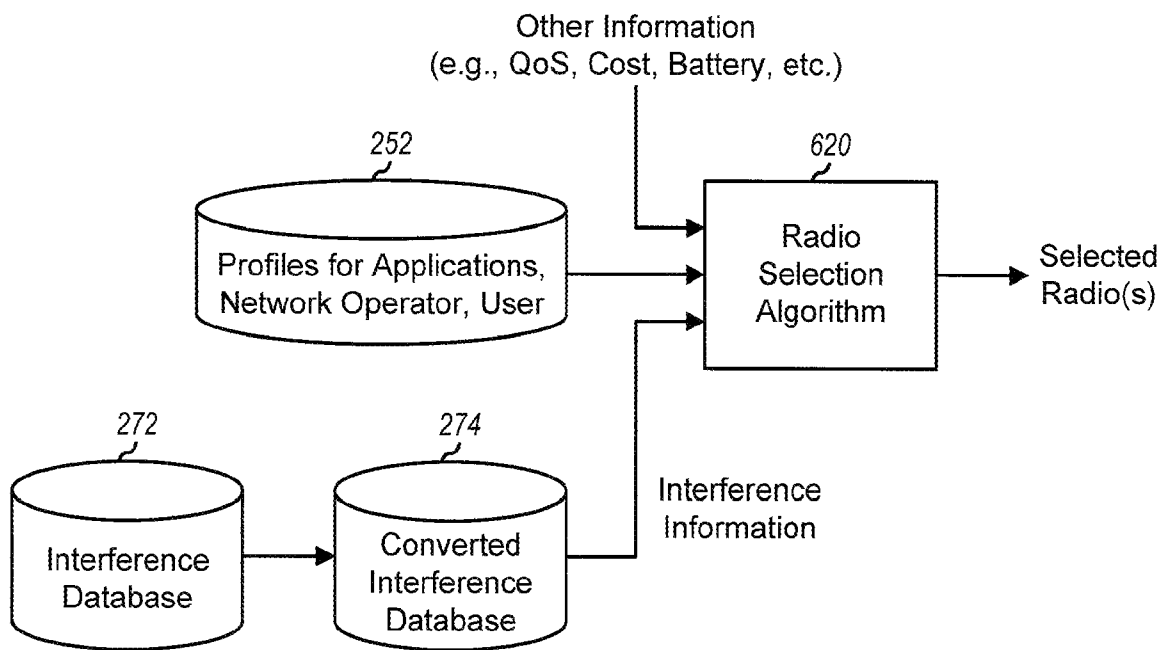 Other Information
(e.g., QoS, Cost, Battery, etc.)
252
620
Profiles for Applications,
Network Operator, User
Radio
Selection
Algorithm
Selected
Radio(s)
272
274
Interference
Database
Converted
Interference
Database
Interference
Information